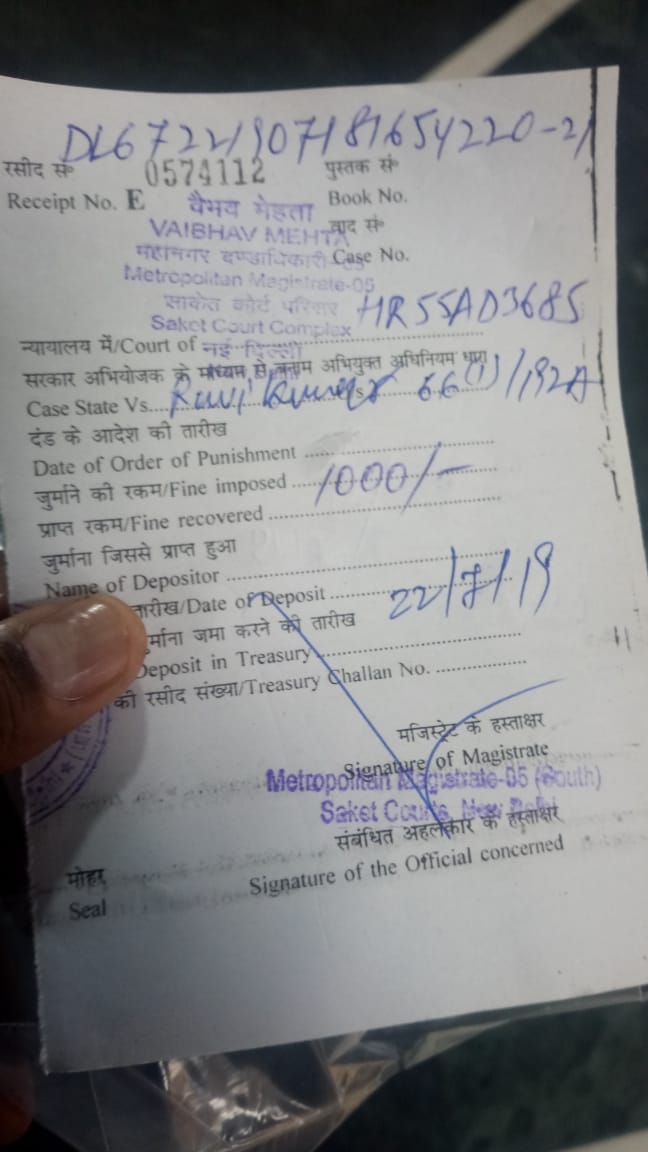 DL67221907181654220-21
रसीद सं० 0574112 पुस्तक सं०
Receipt No. E Book No.
वैभव मेहता वाद सं०
VAIBHAV MEHTA
महानगर दण्डाधिकारी Case No.
Metropolitan Magistrate-05
साकेत कोर्ट परिसर HR55AD3685
Saket Court Complex
न्यायालय में/Court of नई दिल्ली
सरकार अभियोजक के माध्यम से बनाम अभियुक्त अधिनियम धारा
Case State Vs. Ravi Kumar 66(1)/192A
दंड के आदेश की तारीख
Date of Order of Punishment
जुर्माने की रकम/Fine imposed 1000/-
प्राप्त रकम/Fine recovered
जुर्माना जिससे प्राप्त हुआ
Name of Depositor
तारीख/Date of Deposit 22/7/19
र्माना जमा करने की तारीख
Deposit in Treasury
की रसीद संख्या/Treasury Challan No.
मजिस्ट्रेट के हस्ताक्षर
Signature of Magistrate
Metropolitan Magistrate-05 (South)
Saket Courts, New Delhi
संबंधित अहलकार के हस्ताक्षर
Signature of the Official concerned
मोहर
Seal